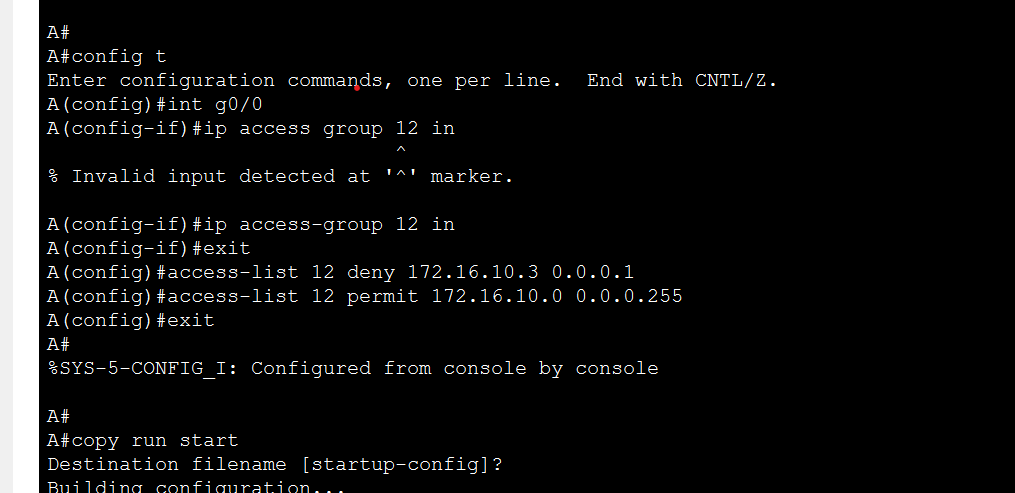 A#
A#config t
Enter configuration commands, one per line.  End with CNTL/Z.
A(config)#int g0/0
A(config-if)#ip access group 12 in
^
% Invalid input detected at '^' marker.
A(config-if)#ip access-group 12 in
A(config-if)#exit
A(config)#access-list 12 deny 172.16.10.3 0.0.0.1
A(config)#access-list 12 permit 172.16.10.0 0.0.0.255
A(config)#exit
A#
%SYS-5-CONFIG_I: Configured from console by console
A#
A#copy run start
Destination filename [startup-config]?
Building configuration...